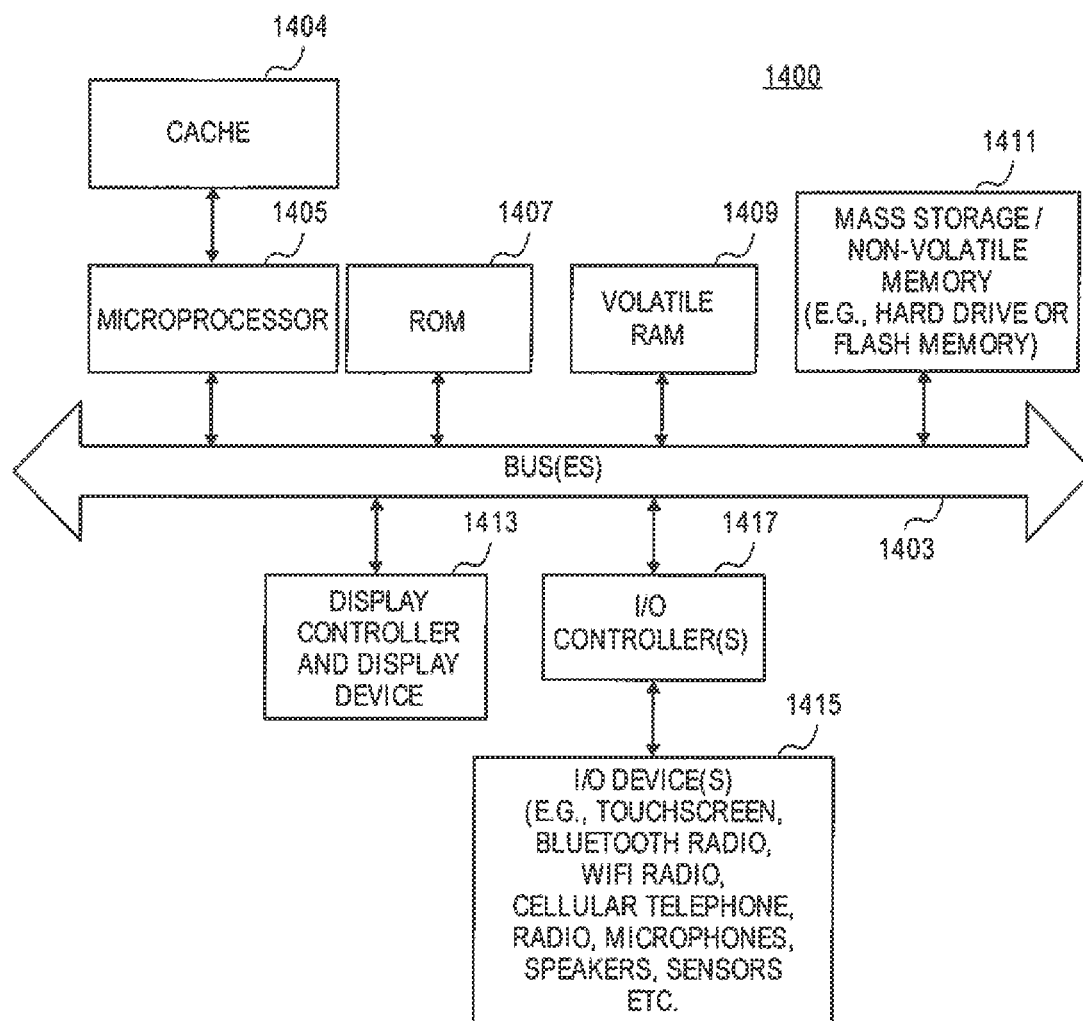 1404
1400
CACHE
1411
1405
1407
1409
MASS STORAGE /
NON-VOLATILE
MEMORY
(E.G., HARD DRIVE OR
FLASH MEMORY)
MICROPROCESSOR
ROM
VOLATILE
RAM
BUS(ES)
1403
1413
1417
DISPLAY
CONTROLLER
AND DISPLAY
DEVICE
I/O
CONTROLLER(S)
1415
I/O DEVICE(S)
(E.G., TOUCHSCREEN,
BLUETOOTH RADIO,
WIFI RADIO,
CELLULAR TELEPHONE,
RADIO, MICROPHONES,
SPEAKERS, SENSORS
ETC.